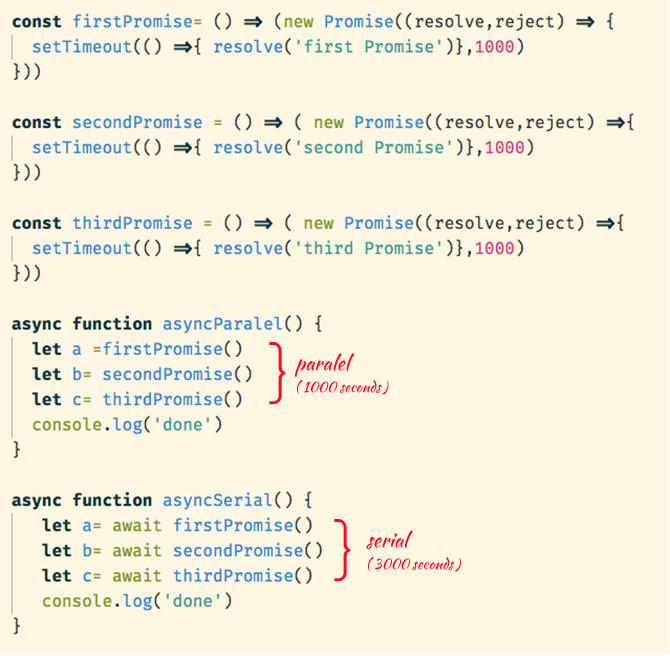 const firstPromise= () => (new Promise((resolve,reject) => {
setTimeout(() =>{ resolve('first Promise')},1000)
}))
const secondPromise = () => ( new Promise((resolve,reject) =>{
setTimeout(() =>{ resolve('second Promise')},1000)
}))
const thirdPromise = () => ( new Promise((resolve,reject) =>{
setTimeout(() =>{ resolve('third Promise')},1000)
}))
async function asyncParalel() {
let a =firstPromise()
let b= secondPromise()
paralel
(1000 seconds)
let c= thirdPromise()
console.log('done')
}
async function asyncSerial() {
let a= await firstPromise()
let b= await secondPromise()
serial
(3000 seconds)
let c= await thirdPromise()
console.log('done')
}